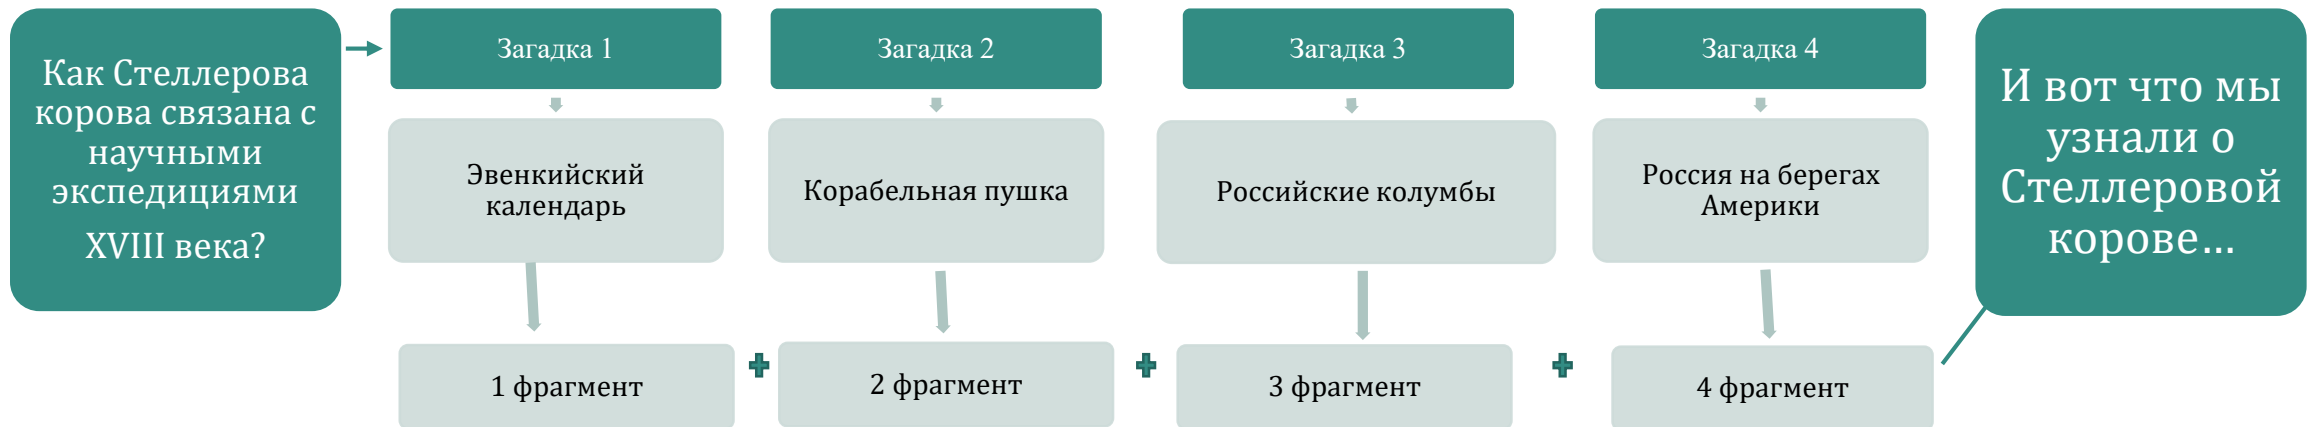 Как Стеллерова
корова связана с
научными
экспедициями
XVIII века?
Загадка 1
Эвенкийский
календарь
1 фрагмент
Загадка 2
Корабельная пушка
2 фрагмент
Загадка 3
Российские колумбы
3 фрагмент
Загадка 4
Россия на берегах
Америки
4 фрагмент
И вот что мы
узнали о
Стеллеровой
корове…